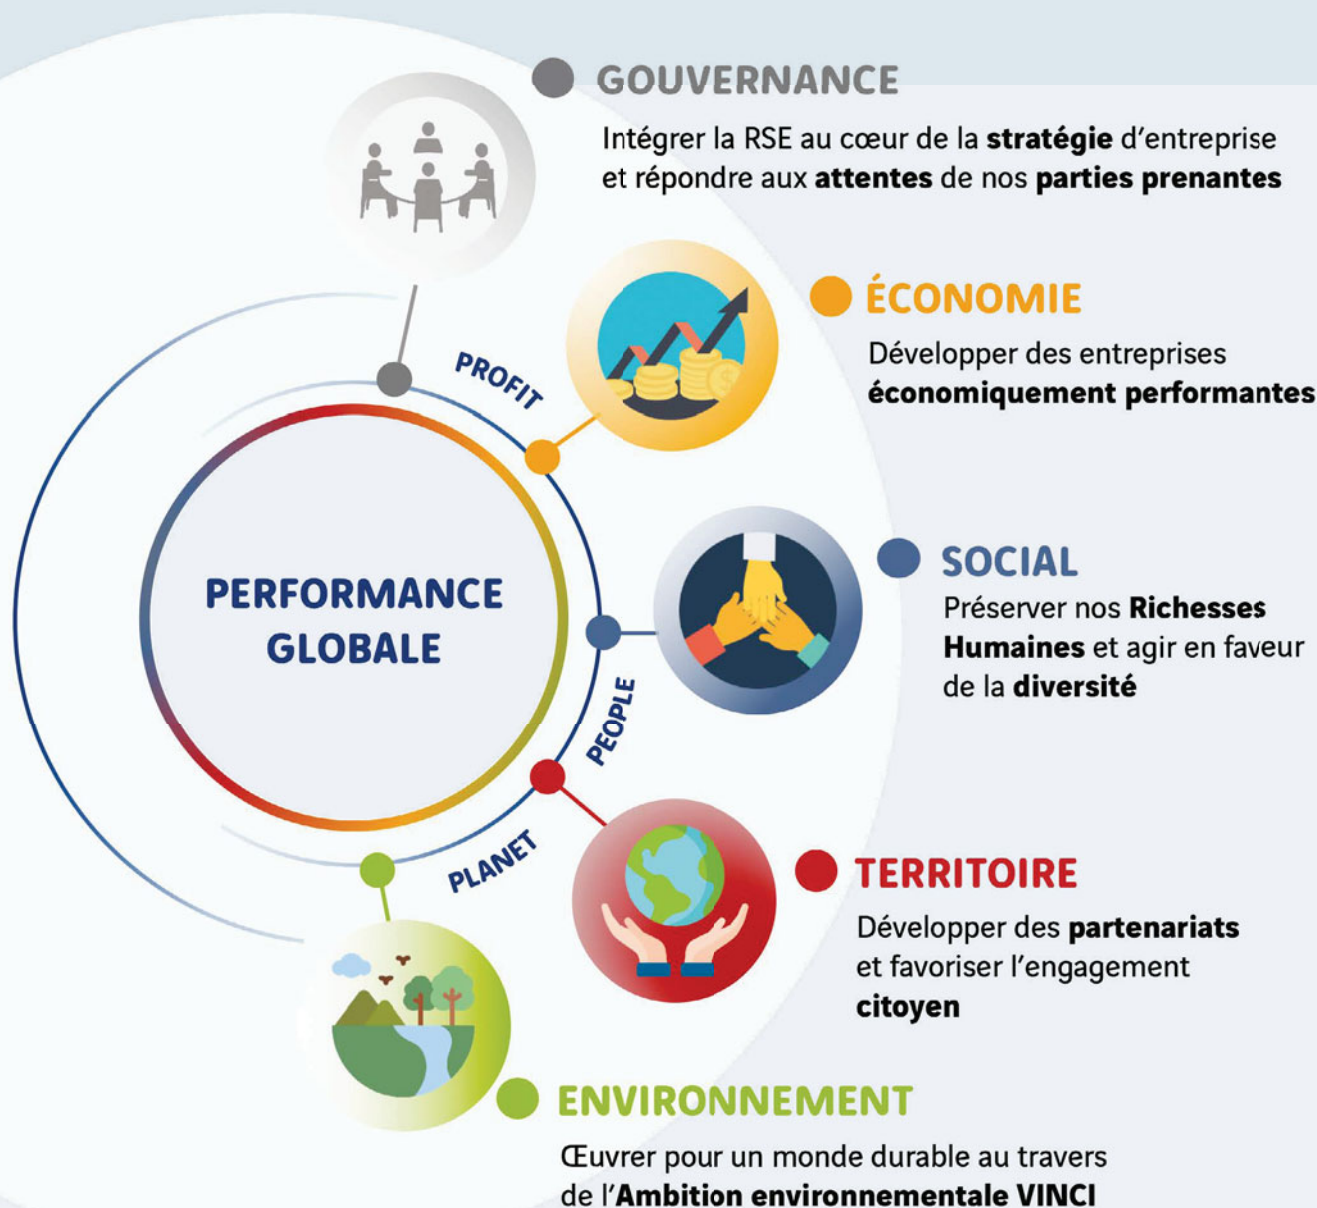 GOUVERNANCE
Intégrer la RSE au cœur de la stratégie d'entreprise
et répondre aux attentes de nos parties prenantes
PROFIT
ÉCONOMIE
Développer des entreprises
économiquement performantes
PERFORMANCE
GLOBALE
SOCIAL
Préserver nos Richesses
Humaines et agir en faveur
de la diversité
PEOPLE
PLANET
TERRITOIRE
Développer des partenariats
et favoriser l'engagement
citoyen
ENVIRONNEMENT
Œuvrer pour un monde durable au travers
de l'Ambition environnementale VINCI